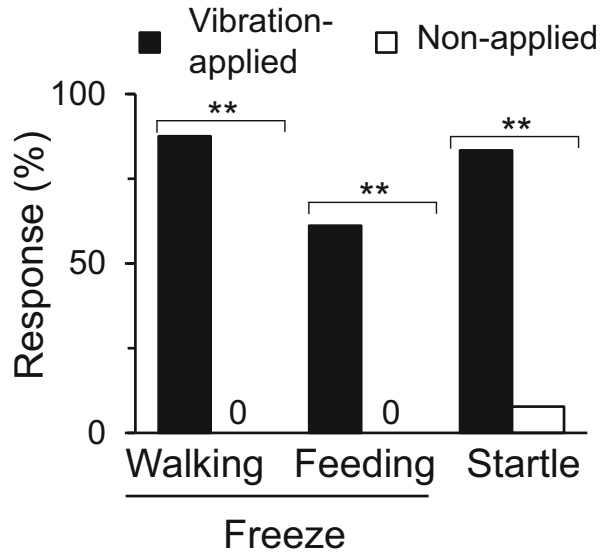 Vibration-
applied
Non-applied
Response (%)
100
50
0
**
**
**
0
0
Walking
Feeding
Startle
Freeze